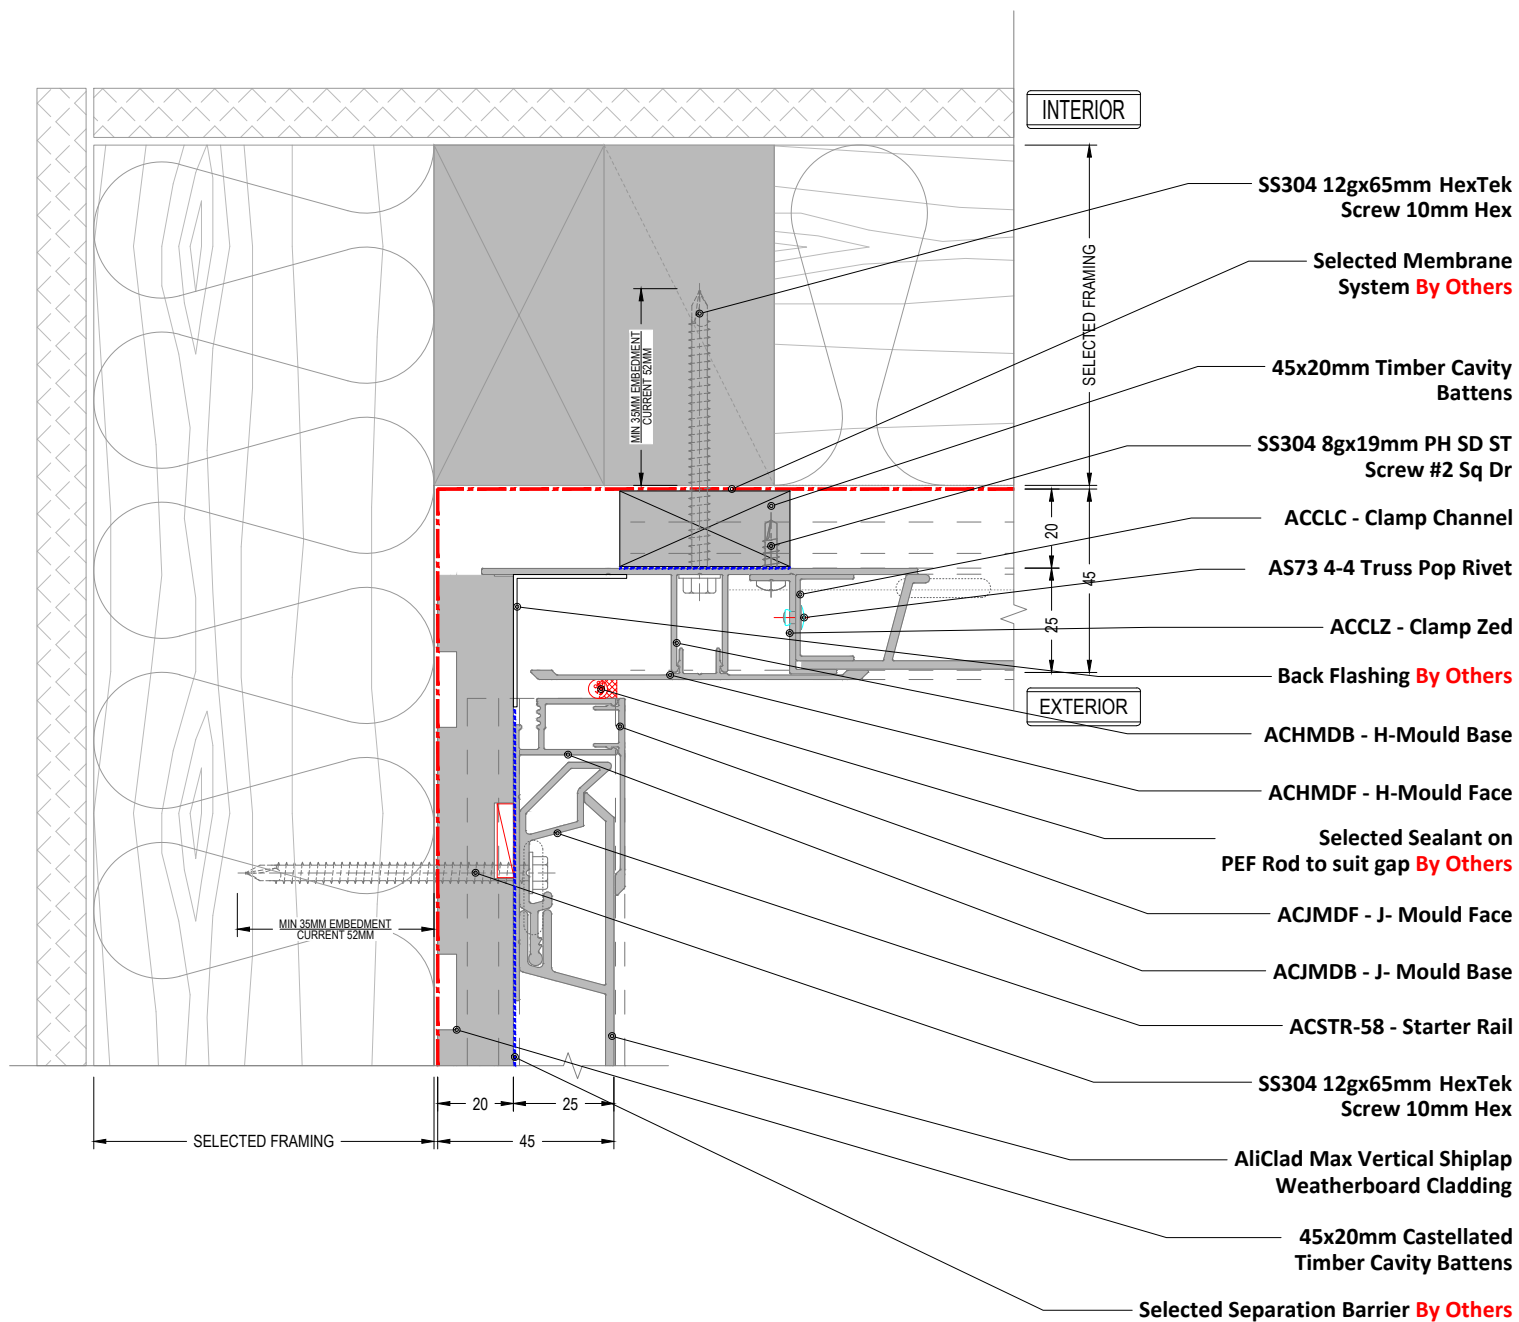 INTERIOR
SS304 12gx65mm HexTek
Screw 10mm Hex
Selected Membrane
System By Others
SELECTED FRAMING
MIN 35MM EMBEDMENT
CURRENT 52MM
45x20mm Timber Cavity
Battens
SS304 8gx19mm PH SD ST
Screw #2 Sq Dr
ACCLC - Clamp Channel
20
AS73 4-4 Truss Pop Rivet
45
25
ACCLZ - Clamp Zed
Back Flashing By Others
EXTERIOR
ACHMDB - H-Mould Base
ACHMDF - H-Mould Face
Selected Sealant on
PEF Rod to suit gap By Others
ACJMDF - J- Mould Face
MIN 35MM EMBEDMENT
CURRENT 52MM
ACJMDB - J- Mould Base
ACSTR-58 - Starter Rail
SS304 12gx65mm HexTek
Screw 10mm Hex
20
25
SELECTED FRAMING
45
AliClad Max Vertical Shiplap
Weatherboard Cladding
45x20mm Castellated
Timber Cavity Battens
Selected Separation Barrier By Others